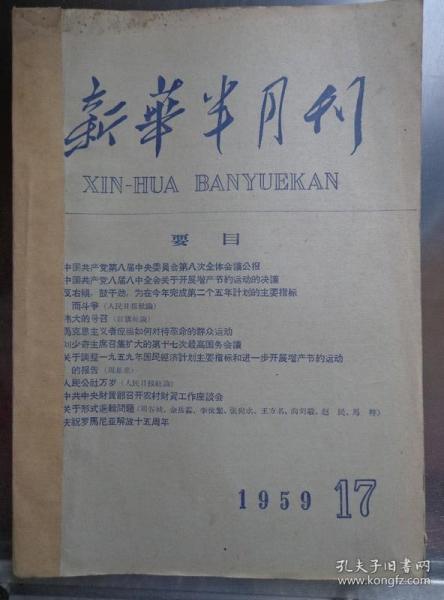 新華半月刊
XIN-HUA BANYUEKAN
要目
中国共产党第八届中央委員会第八次全体会議公报
中国共产党八届八中全会关于开展增产节約运动的决議
反右傾，鼓干劲，为在今年完成第二个五年計划的主要指标
而斗爭（人民日报社論）
偉大的号召（紅旗社論）
馬克思主义者应当如何对待革命的群众运动
刘少奇主席召集扩大的第十七次最高国务会議
关于調整一九五九年国民經济計划主要指标和进一步开展增产节約运动
的报告（周恩来）
人民公社万岁（人民日报社論）
中共中央財貿部召开农村財貿工作座談会
关于形式邏輯問題（周谷城、
庆祝罗馬尼亚解放十五周年
1959 17
孔夫子旧书网